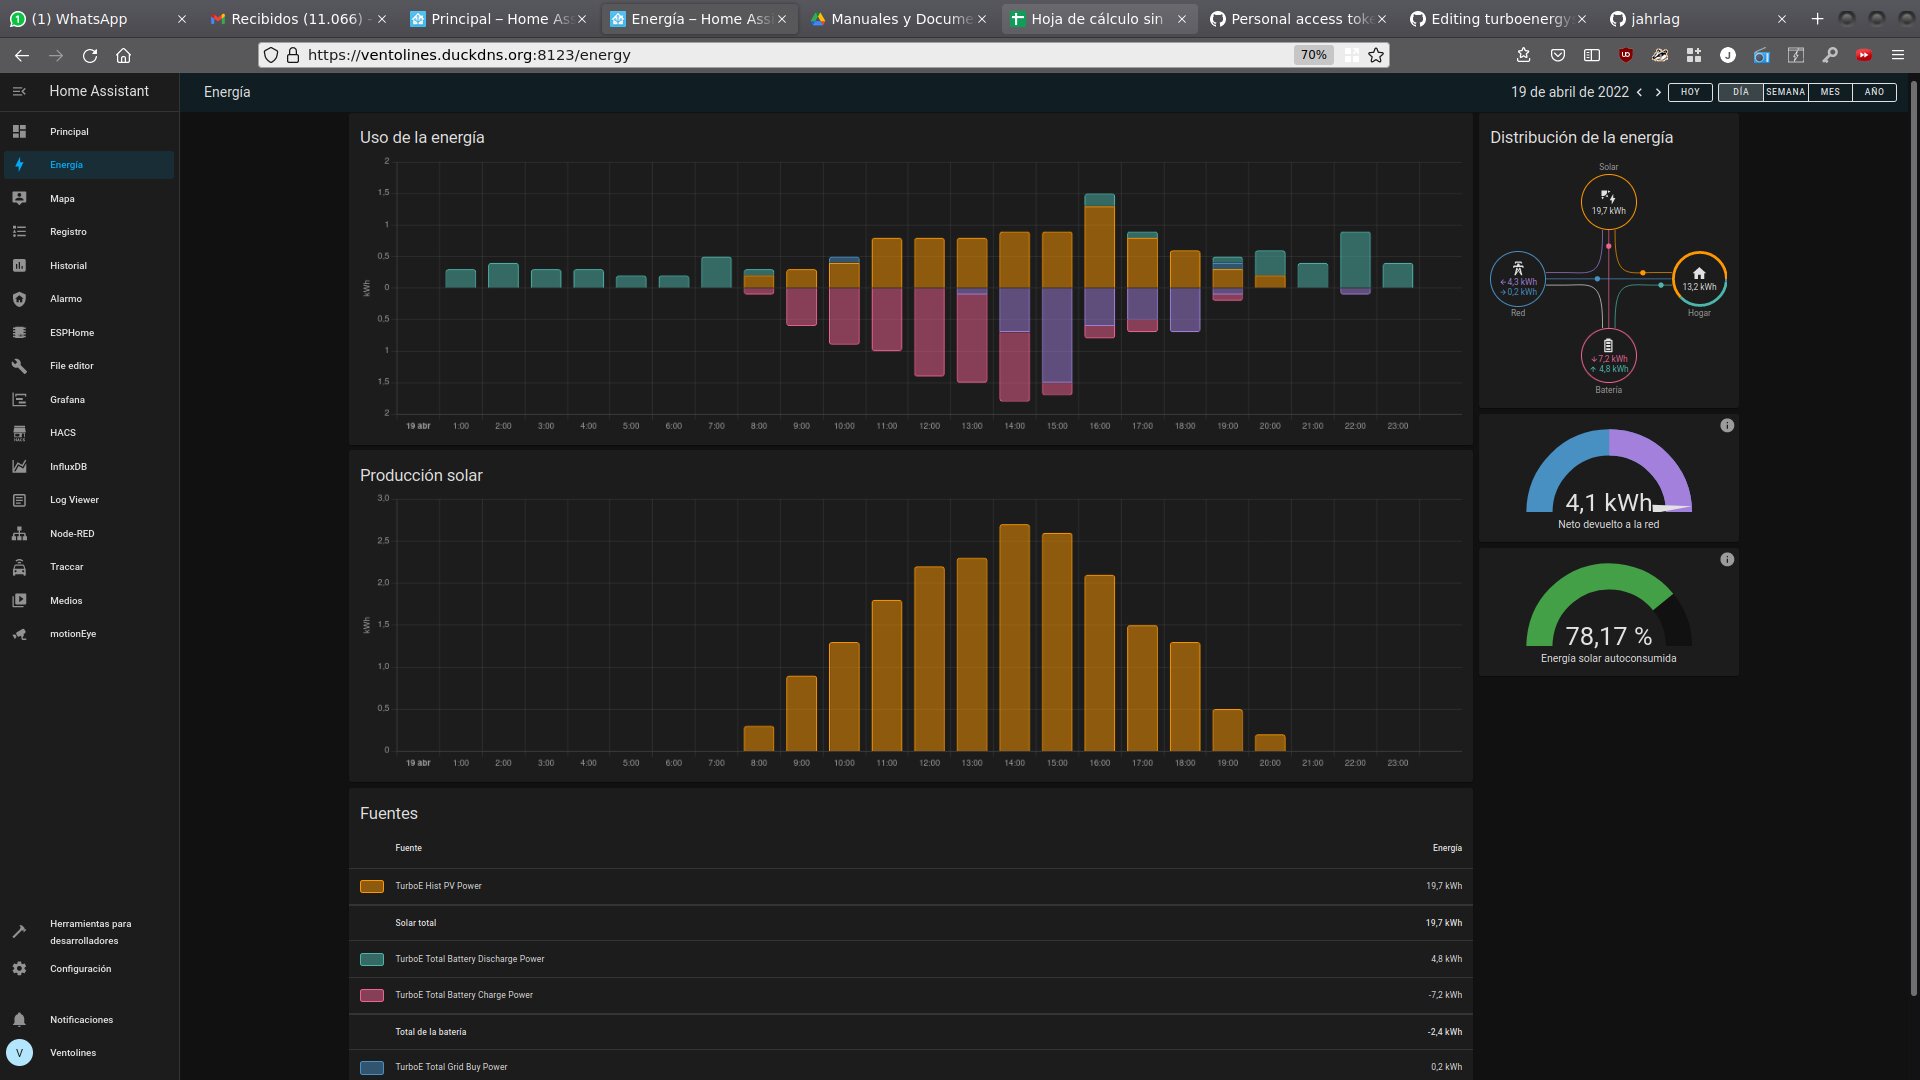 (1) WhatsApp
Recibidos (11.066) -
Principal – Home Ass
Energía – Home Assi
Manuales y Docume
Hoja de cálculo sin
Personal access toke
Editing turboenergy
jahrlag
https://ventolines.duckdns.org:8123/energy
70%
Home Assistant
Energía
19 de abril de 2022
HOY
DÍA
SEMANA
MES
AÑO
Principal
Energía
Mapa
Registro
Historial
Alarmo
ESPHome
File editor
Grafana
HACS
InfluxDB
Log Viewer
Node-RED
Traccar
Medios
motionEye
Herramientas para
desarrolladores
Configuración
Notificaciones
V
Ventolines
Uso de la energía
2
1,5
1
0,5
0
0,5
1
1,5
2
kWh
19 abr 1:00 2:00 3:00 4:00 5:00 6:00 7:00 8:00 9:00 10:00 11:00 12:00 13:00 14:00 15:00 16:00 17:00 18:00 19:00 20:00 21:00 22:00 23:00
Producción solar
3,0
2,5
2,0
1,5
1,0
0,5
0
kWh
19 abr 1:00 2:00 3:00 4:00 5:00 6:00 7:00 8:00 9:00 10:00 11:00 12:00 13:00 14:00 15:00 16:00 17:00 18:00 19:00 20:00 21:00 22:00 23:00
Fuentes
Fuente Energía
TurboE Hist PV Power 19,7 kWh
Solar total 19,7 kWh
TurboE Total Battery Discharge Power 4,8 kWh
TurboE Total Battery Charge Power -7,2 kWh
Total de la batería -2,4 kWh
TurboE Total Grid Buy Power 0,2 kWh
Distribución de la energía
Solar
19,7 kWh
←4,3 kWh
→0,2 kWh
Red
13,2 kWh
Hogar
↓7,2 kWh
↑ 4,8 kWh
Batería
4,1 kWh
Neto devuelto a la red
78,17 %
Energía solar autoconsumida